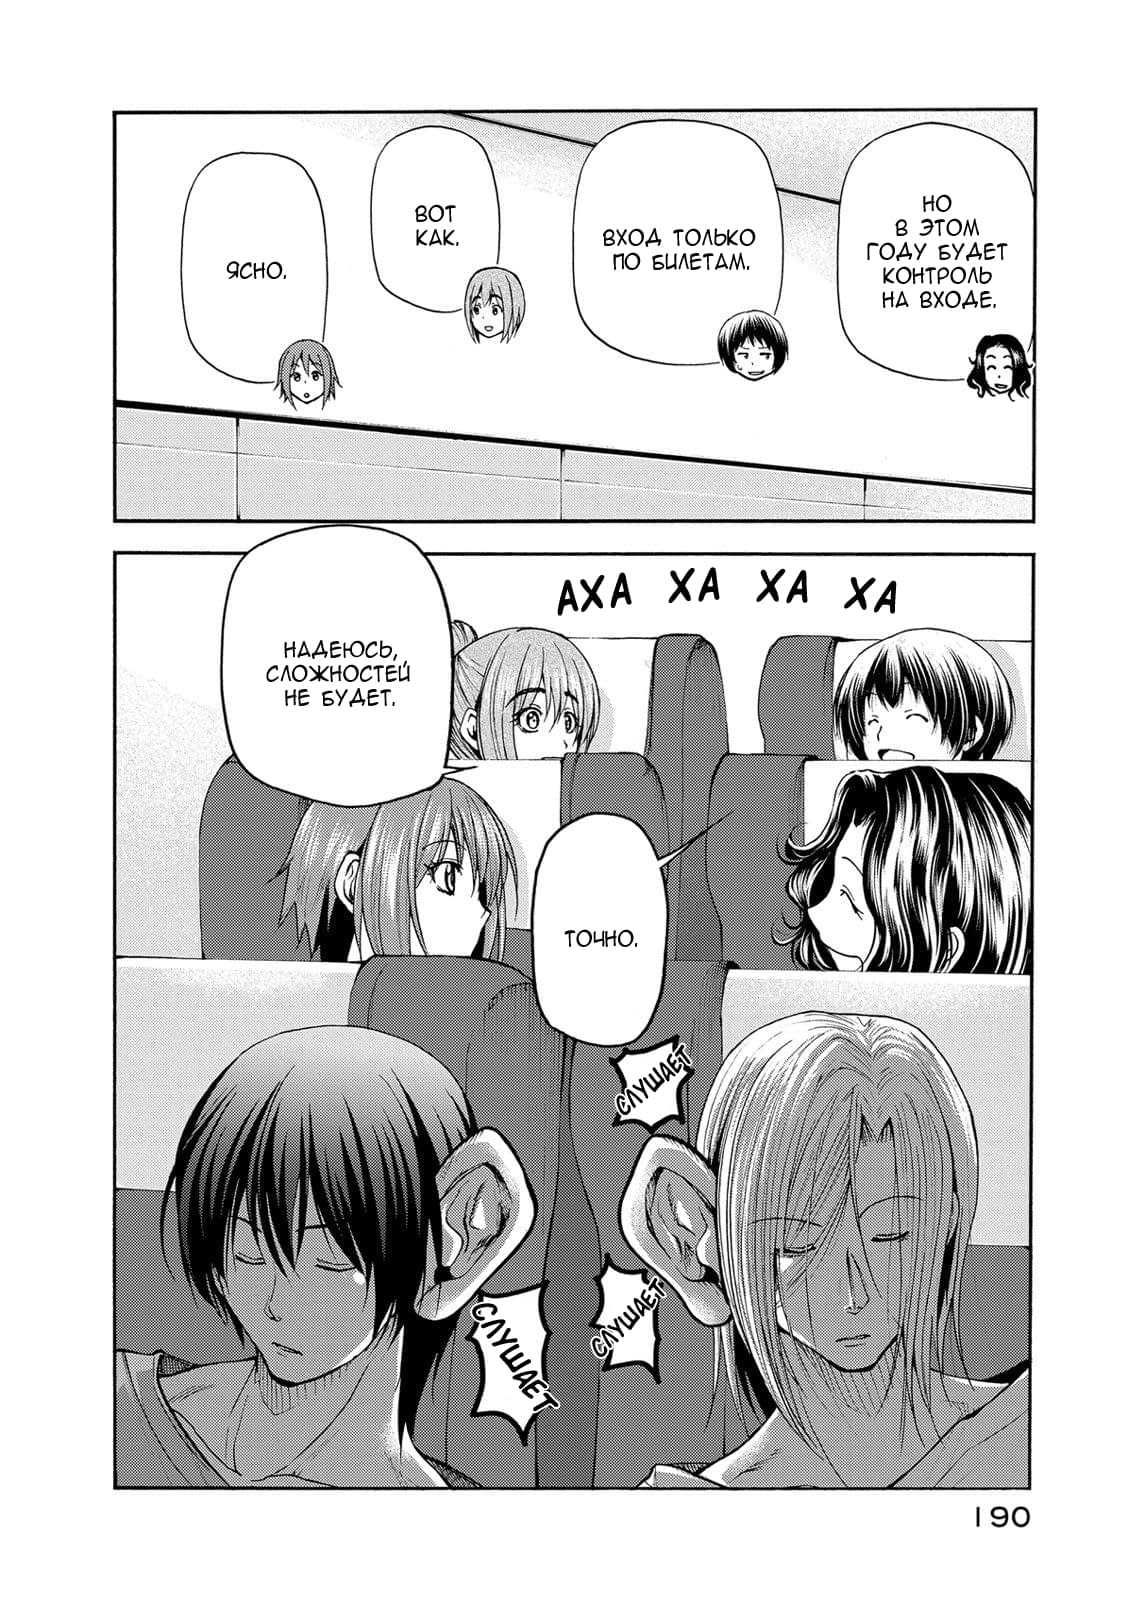 НО
В ЭТОМ
ГОДУ БУДЕТ
КОНТРОЛЬ
НА ВХОДЕ.
ВХОД ТОЛЬКО
ПО БИЛЕТАМ.
ВОТ
КАК.
ЯСНО.
АХА ХА ХА ХА
НАДЕЮСЬ,
СЛОЖНОСТЕЙ
НЕ БУДЕТ.
ТОЧНО.
СЛУШАЕТ
СЛУШАЕТ
СЛУШАЕТ
190